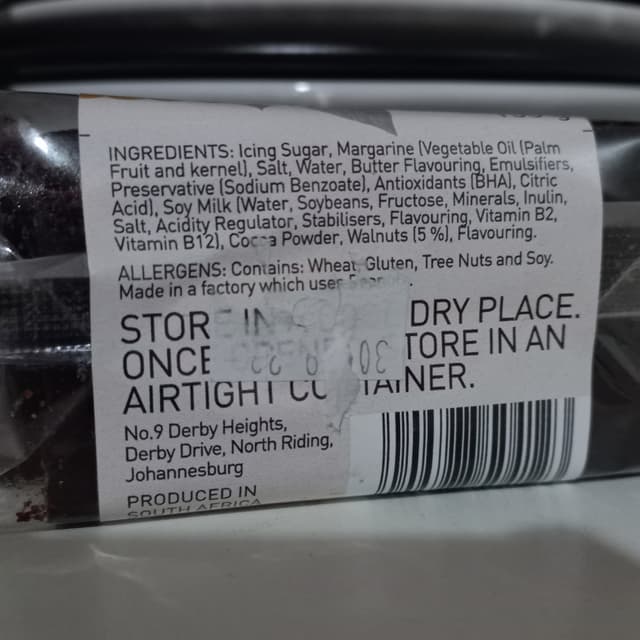 INGREDIENTS: Icing Sugar, Margarine (Vegetable Oil (Palm
Fruit and kernel), Salt, Water, Butter Flavouring, Emulsifiers,
Preservative (Sodium Benzoate), Antioxidants (BHA), Citric
Acid), Soy Milk (Water, Soybeans, Fructose, Minerals, Inulin,
Salt, Acidity Regulator, Stabilisers, Flavouring, Vitamin B2,
Vitamin B12), Cocoa Powder, Walnuts (5 %), Flavouring.
ALLERGENS: Contains: Wheat, Gluten, Tree Nuts and Soy.
Made in a factory which uses
STORE IN DRY PLACE.
ONCE STORE IN AN
AIRTIGHT CONTAINER.
No.9 Derby Heights,
Derby Drive, North Riding,
Johannesburg
PRODUCED IN
SOUTH AFRICA